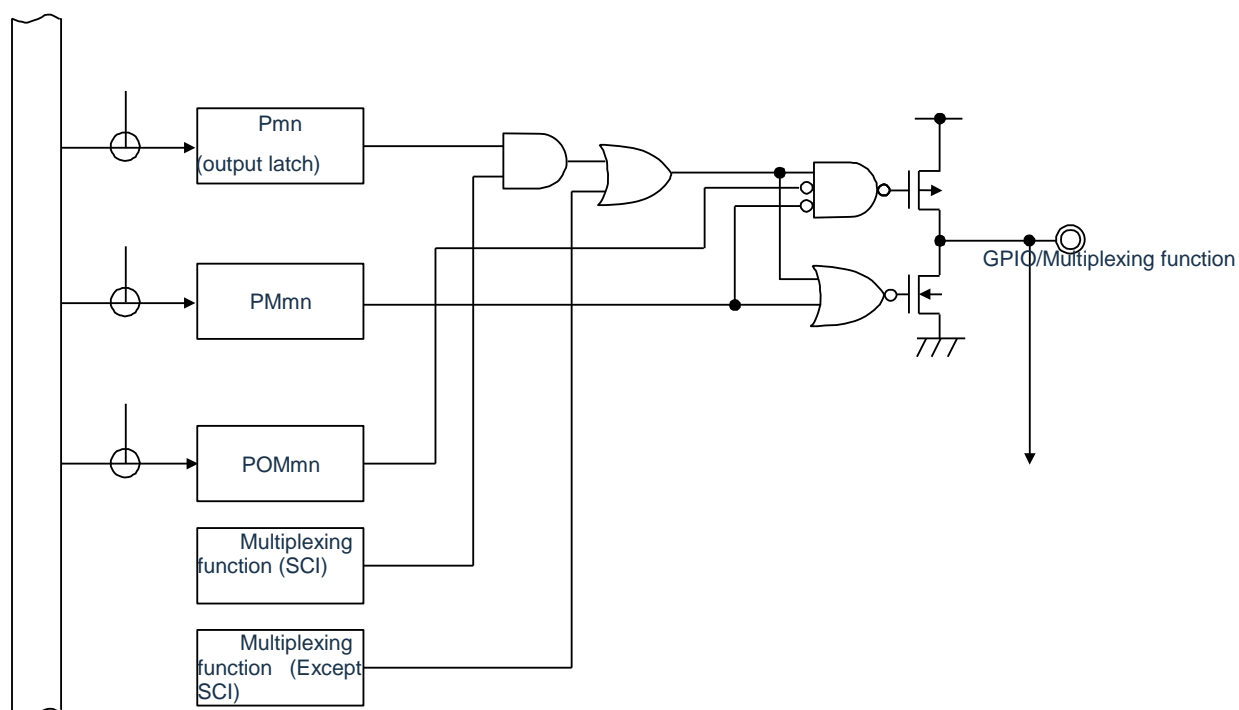 Pmn
(output latch)
GPIO/Multiplexing function
PMmn
POMmn
Multiplexing
function (SCI)
Multiplexing
function (Except
SCI)